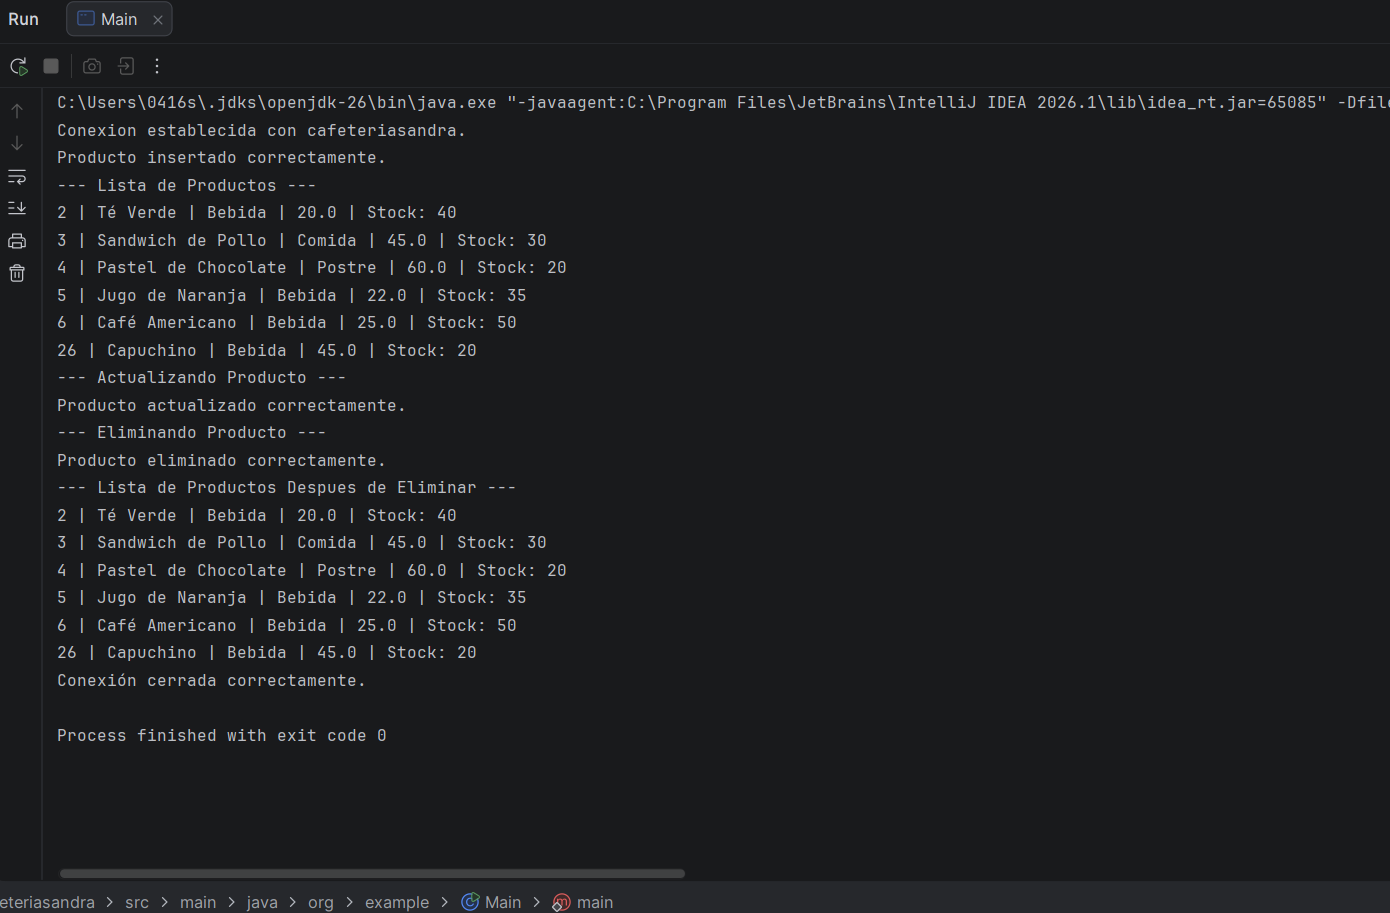 Run Main
C:\Users\0416s\.jdks\openjdk-26\bin\java.exe "-javaagent:C:\Program Files\JetBrains\IntelliJ IDEA 2026.1\lib\idea_rt.jar=65085" -Dfile
Conexion establecida con cafeteriasandra.
Producto insertado correctamente.
--- Lista de Productos ---
2 | Té Verde | Bebida | 20.0 | Stock: 40
3 | Sandwich de Pollo | Comida | 45.0 | Stock: 30
4 | Pastel de Chocolate | Postre | 60.0 | Stock: 20
5 | Jugo de Naranja | Bebida | 22.0 | Stock: 35
6 | Café Americano | Bebida | 25.0 | Stock: 50
26 | Capuchino | Bebida | 45.0 | Stock: 20
--- Actualizando Producto ---
Producto actualizado correctamente.
--- Eliminando Producto ---
Producto eliminado correctamente.
--- Lista de Productos Despues de Eliminar ---
2 | Té Verde | Bebida | 20.0 | Stock: 40
3 | Sandwich de Pollo | Comida | 45.0 | Stock: 30
4 | Pastel de Chocolate | Postre | 60.0 | Stock: 20
5 | Jugo de Naranja | Bebida | 22.0 | Stock: 35
6 | Café Americano | Bebida | 25.0 | Stock: 50
26 | Capuchino | Bebida | 45.0 | Stock: 20
Conexión cerrada correctamente.
Process finished with exit code 0
eteriasandra > src > main > java > org > example > Main > main